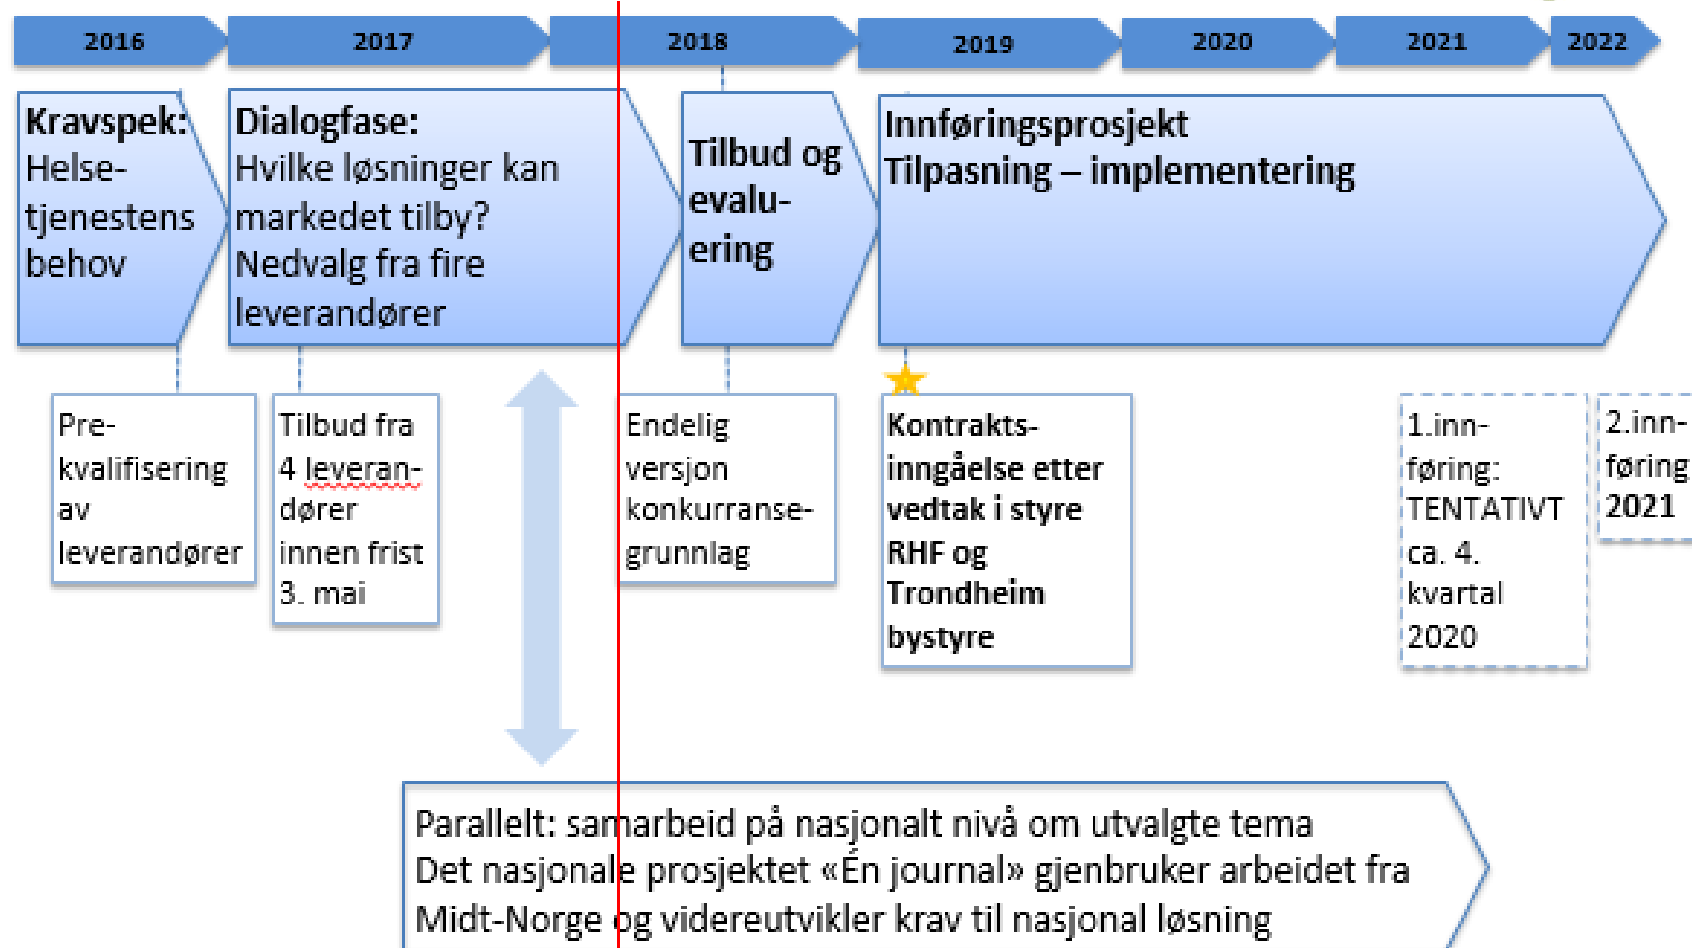 2016
2017
2018
2019
2020
2021
2022
Kravspek:
Helse-
tjenestens
behov
Dialogfase:
Hvilke løsninger kan
markedet tilby?
Nedvalg fra fire
leverandører
Tilbud og
evalu-
ering
Innføringsprosjekt
Tilpasning – implementering
Pre-
kvalifisering
av
leverandører
Tilbud fra
4 leveran-
dører
innen frist
3. mai
Endelig
versjon
konkurranse-
grunnlag
Kontrakts-
inngåelse etter
vedtak i styre
RHF og
Trondheim
bystyre
1.inn-
føring:
TENTATIVT
ca. 4.
kvartal
2020
2.inn-
føring
2021
Parallelt: samarbeid på nasjonalt nivå om utvalgte tema
Det nasjonale prosjektet «Én journal» gjenbruker arbeidet fra
Midt-Norge og videreutvikler krav til nasjonal løsning